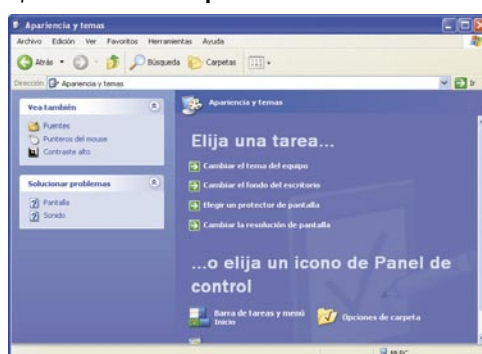 Apariencia y temas
Archivo Edición Ver Favoritos Herramientas Ayuda
Atrás Búsqueda Carpetas
Dirección Apariencia y temas Ir
Vea también
Fuentes
Punteros del mouse
Contraste alto
Solucionar problemas
Pantalla
Sonido
Apariencia y temas
Elija una tarea...
Cambiar el tema del equipo
Cambiar el fondo del escritorio
Elegir un protector de pantalla
Cambiar la resolución de pantalla
...o elija un icono de Panel de
control
Barra de tareas y menú
Inicio
Opciones de carpeta
Mi PC